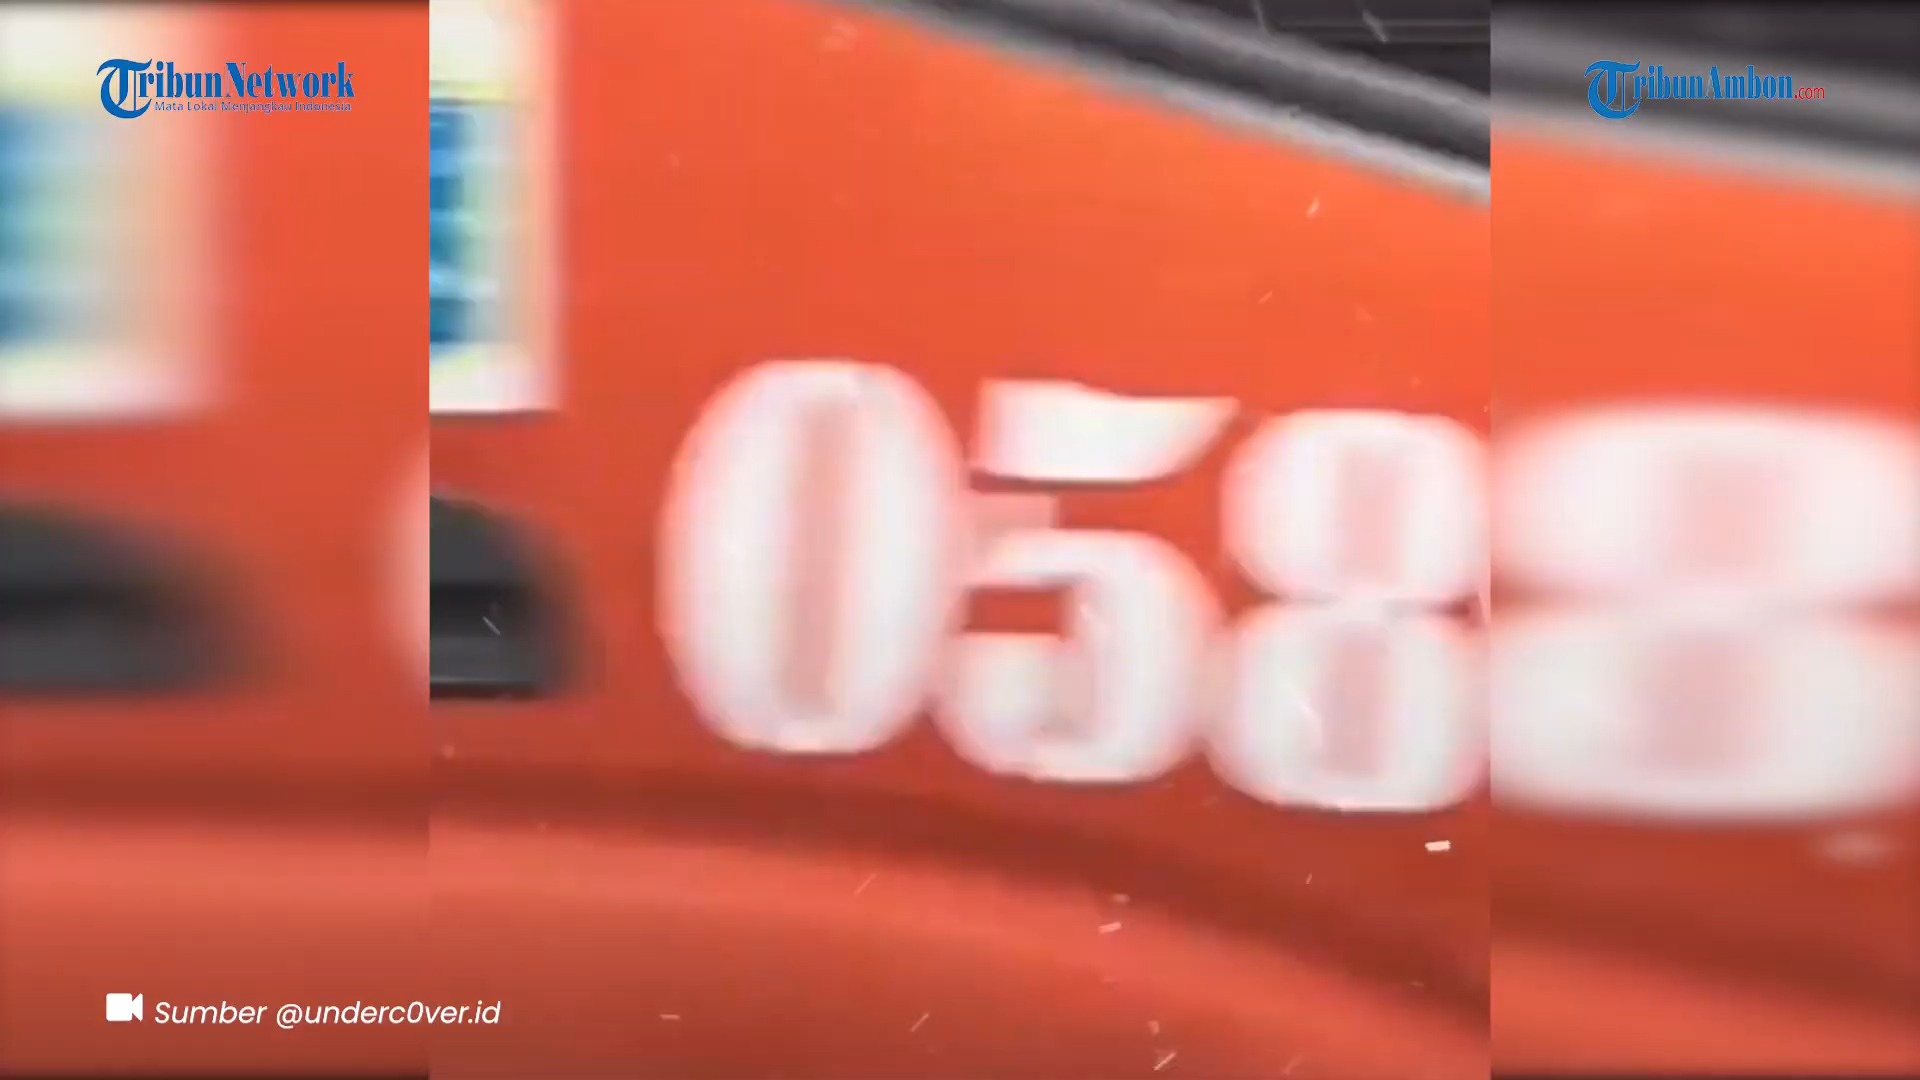 TribunNetwork
Mata Lokal Menjangkau Indonesia
TribunAmbon.com
058
Sumber @underc0ver.id